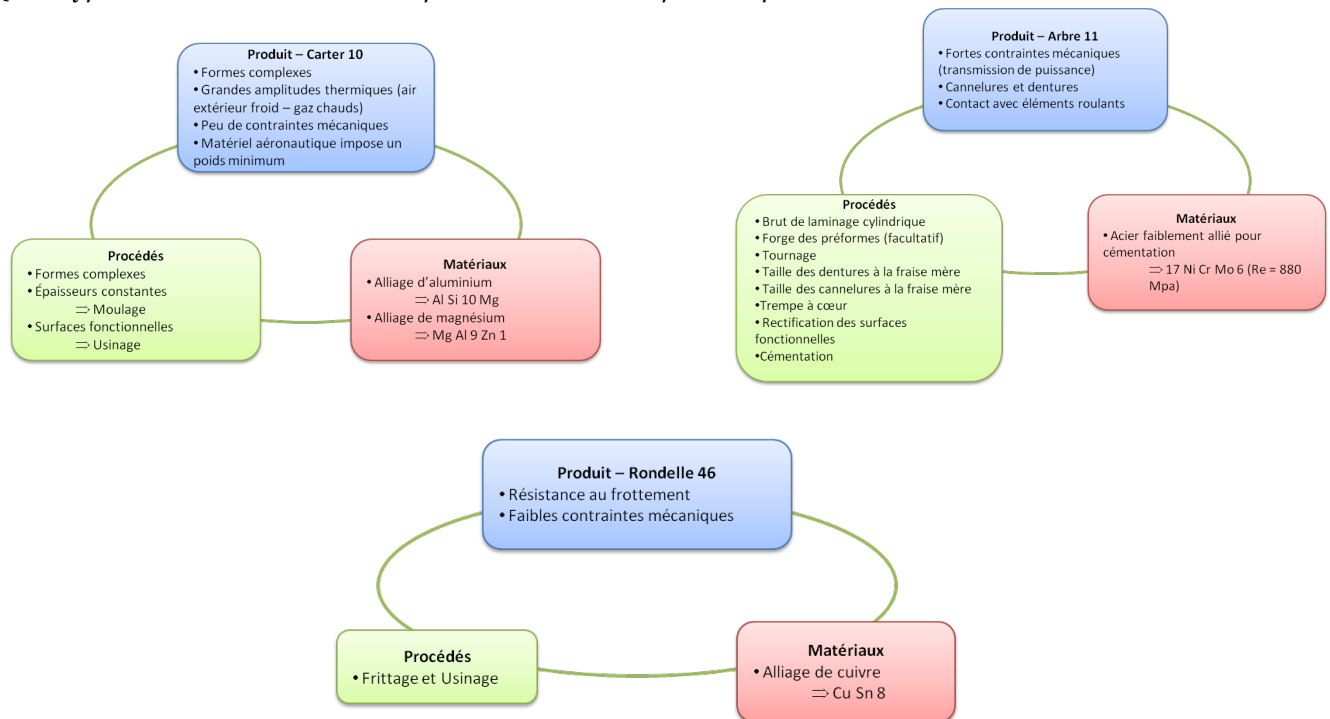 Produit – Carter 10
• Formes complexes
• Grandes amplitudes thermiques (air
extérieur froid – gaz chauds)
• Peu de contraintes mécaniques
• Matériel aéronautique impose un
poids minimum
Procédés
• Formes complexes
• Épaisseurs constantes
⇒ Moulage
• Surfaces fonctionnelles
⇒ Usinage
Matériaux
• Alliage d'aluminium
⇒ Al Si 10 Mg
• Alliage de magnésium
⇒ Mg Al 9 Zn 1
Produit – Arbre 11
• Fortes contraintes mécaniques
(transmission de puissance)
• Cannelures et dentures
• Contact avec éléments roulants
Procédés
• Brut de laminage cylindrique
• Forge des préformes (facultatif)
• Tournage
• Taille des dentures à la fraise mère
• Taille des cannelures à la fraise mère
•Trempe à cœur
• Rectification des surfaces
fonctionnelles
•Cémentation
Matériaux
• Acier faiblement allié pour
cémentation
⇒ 17 Ni Cr Mo 6 (Re = 880
Mpa)
Produit – Rondelle 46
• Résistance au frottement
• Faibles contraintes mécaniques
Procédés
• Frittage et Usinage
Matériaux
• Alliage de cuivre
⇒ Cu Sn 8